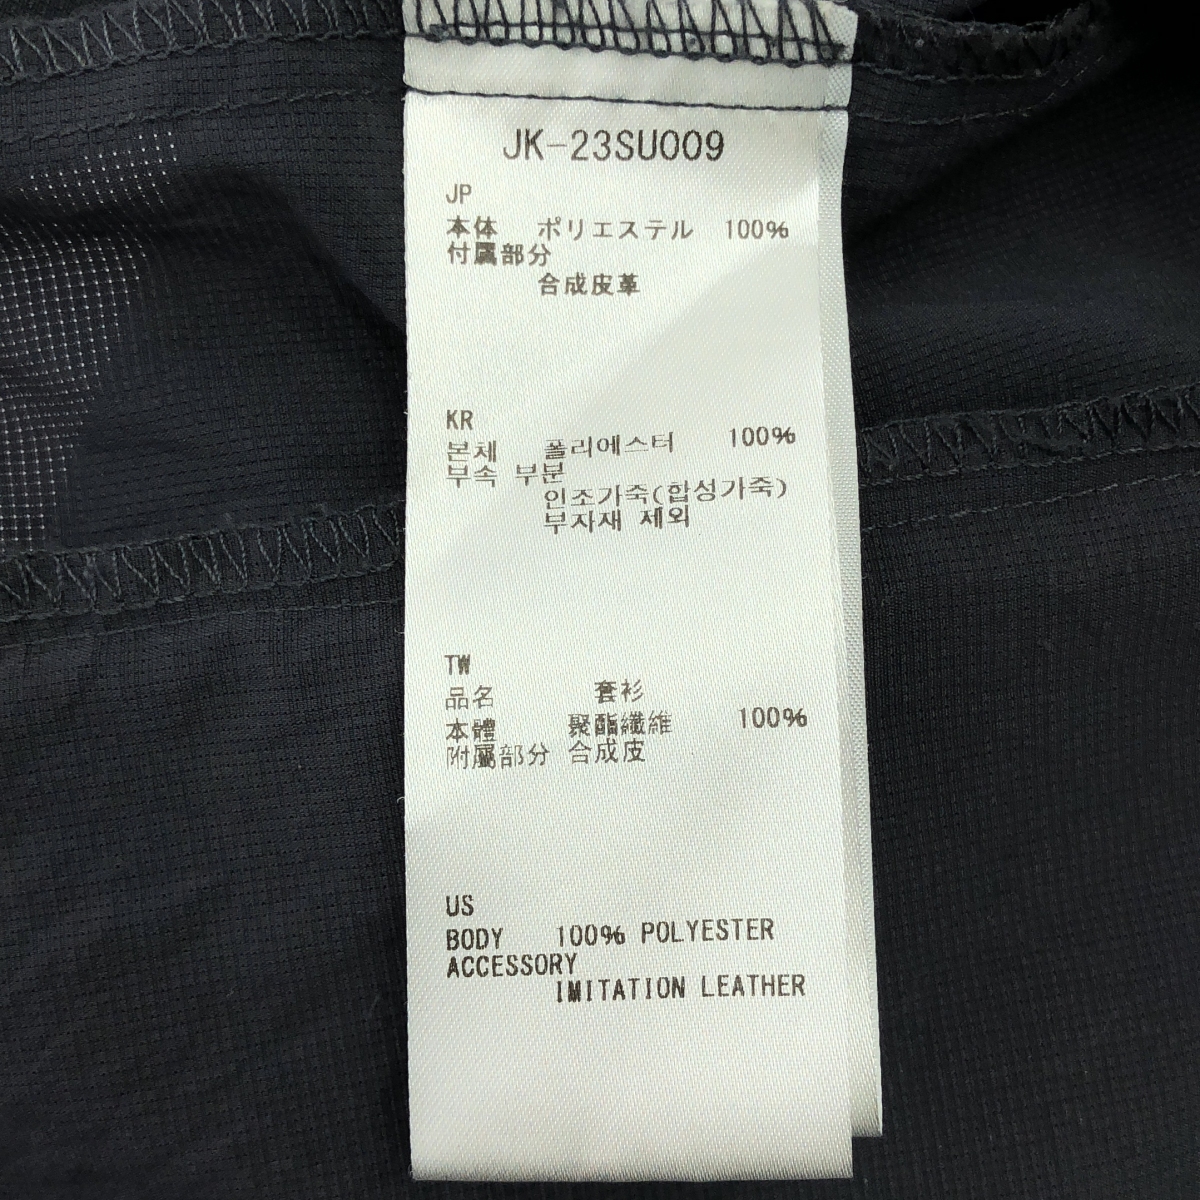 JK-23SU009
JP
本体 ポリエステル 100%
付属部分
合成皮革
KR
본체 폴리에스터 100%
부속 부분
인조가죽(합성가죽)
부자재 제외
TW
品名 套衫
本體 聚酯纖維 100%
附屬部分 合成皮
US
BODY 100% POLYESTER
ACCESSORY
IMITATION LEATHER